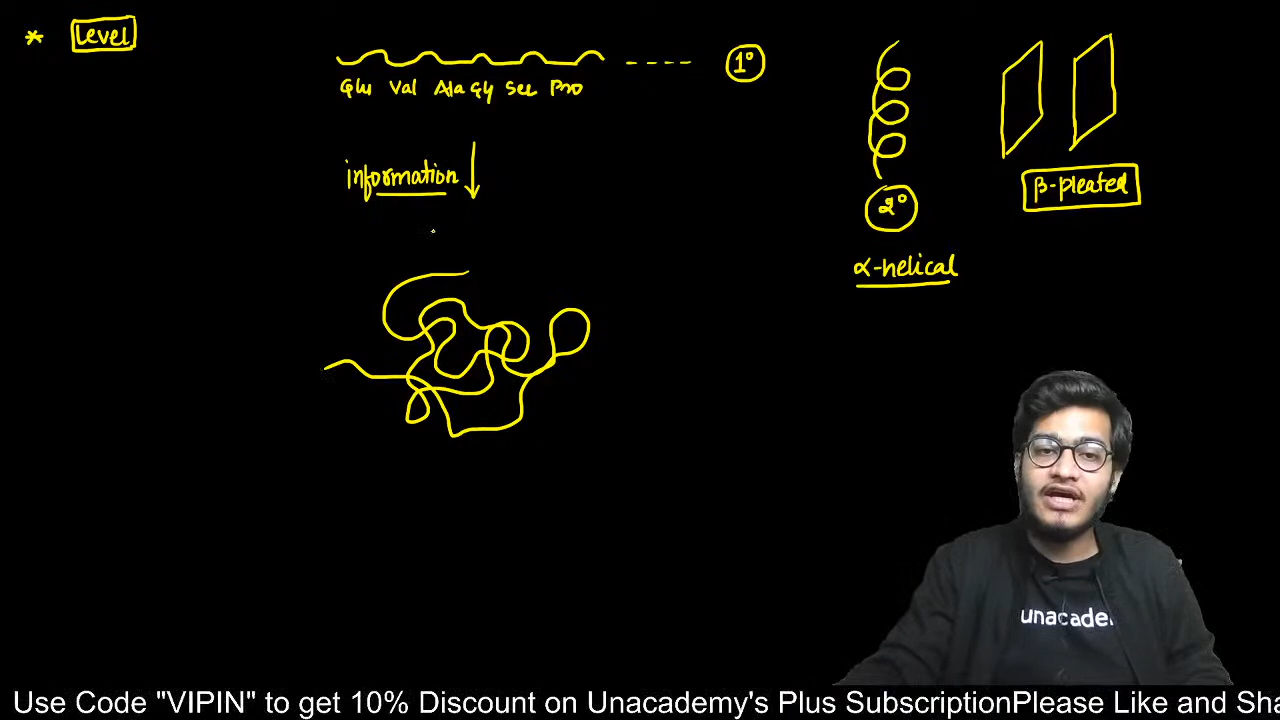 * Level
Glu Val Ala Gly Ser Pro
1°
information
2°
α-helical
β-pleated
unacade
Use Code "VIPIN" to get 10% Discount on Unacademy's Plus SubscriptionPlease Like and Sha